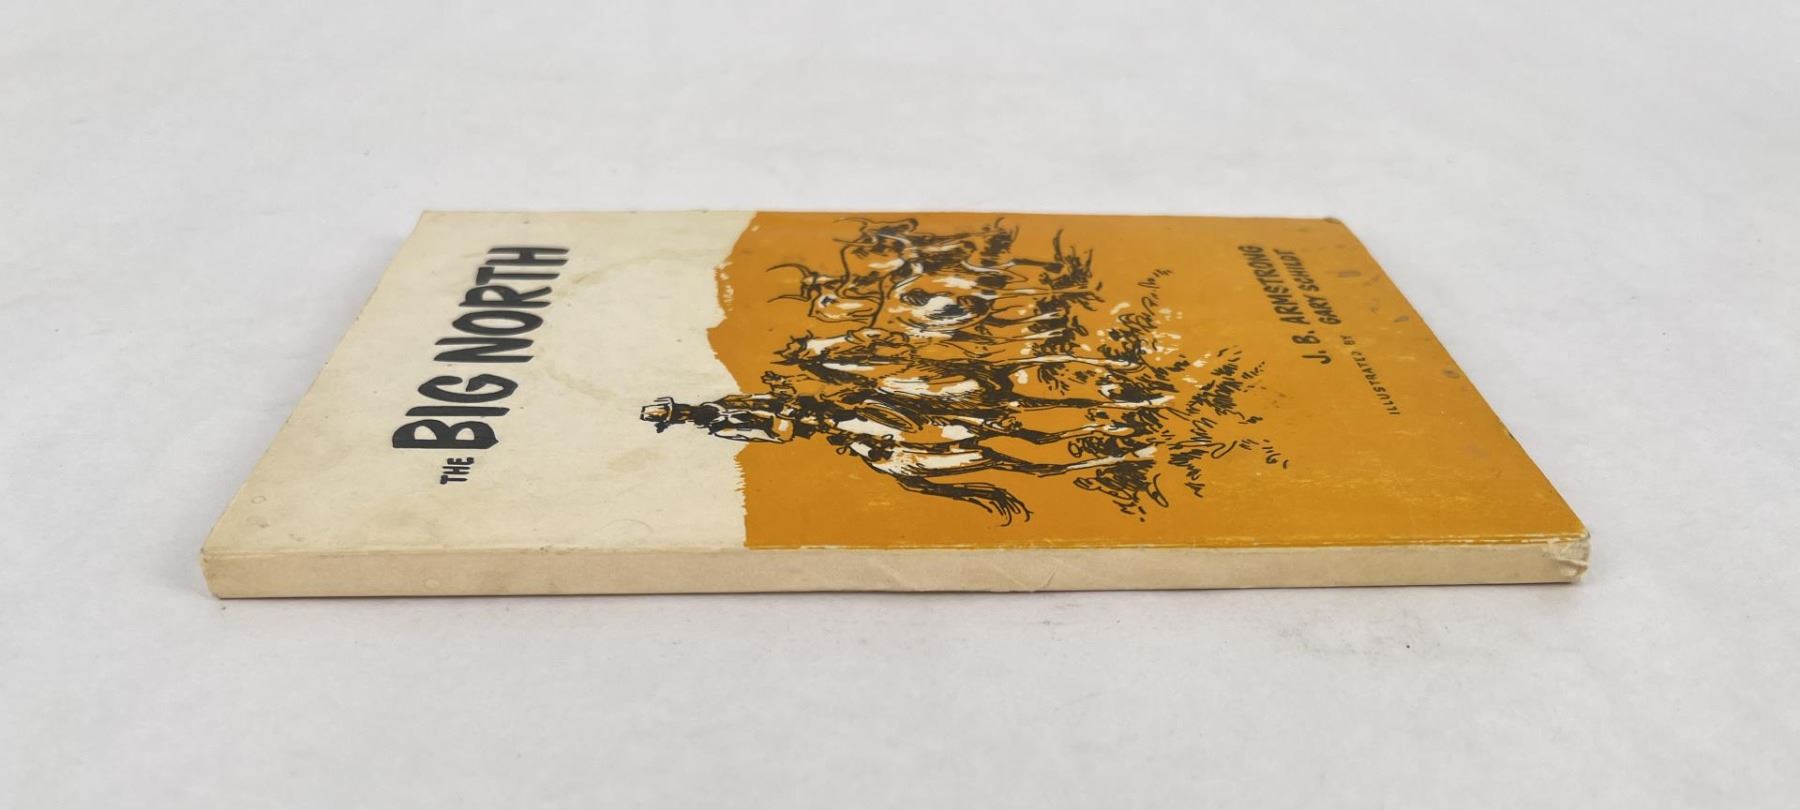 THE BIG NORTH
J. B. ARMSTRONG
ILLUSTRATED BY GARY SCHILDT